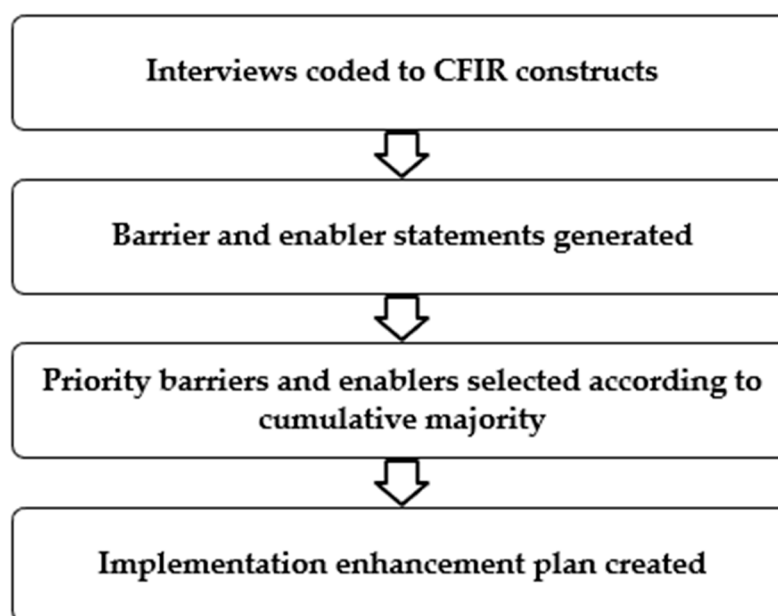 Interviews coded to CFIR constructs
Barrier and enabler statements generated
Priority barriers and enablers selected according to
cumulative majority
Implementation enhancement plan created